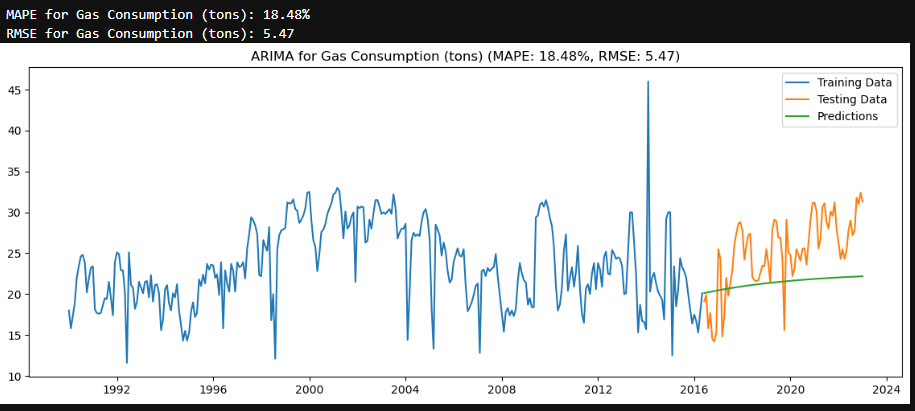 MAPE for Gas Consumption (tons): 18.48%
RMSE for Gas Consumption (tons): 5.47
ARIMA for Gas Consumption (tons) (MAPE: 18.48%, RMSE: 5.47)
Training Data
Testing Data
Predictions
45
40
35
30
25
20
15
10
1992 1996 2000 2004 2008 2012 2016 2020 2024